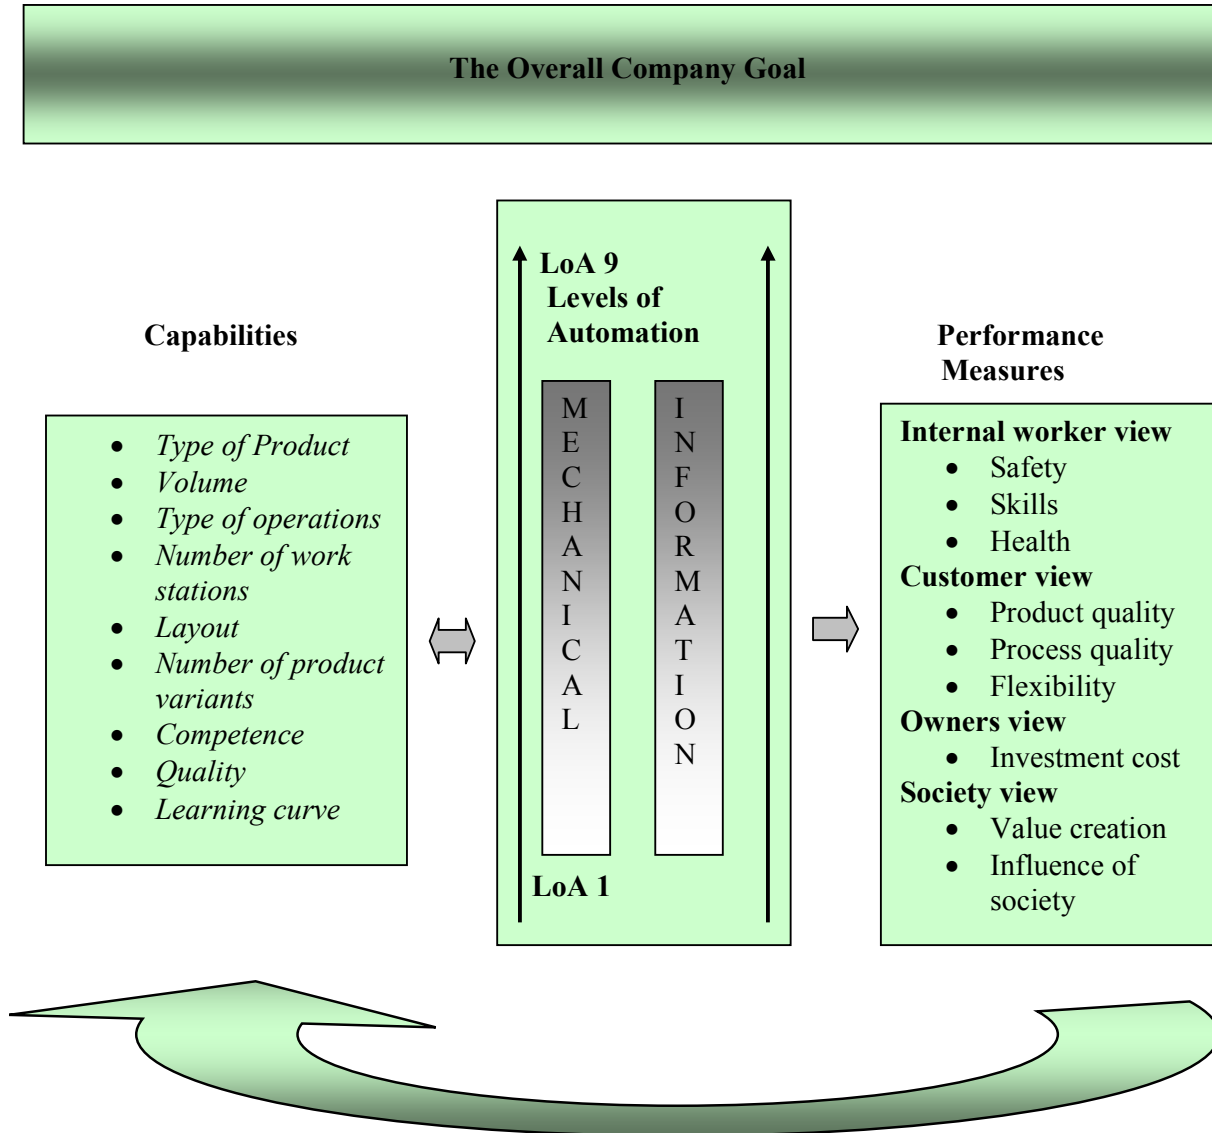 The Overall Company Goal
Capabilities
• Type of Product
• Volume
• Type of operations
• Number of work
stations
• Layout
• Number of product
variants
• Competence
• Quality
• Learning curve
LoA 9
Levels of
Automation
MECHANICAL
INFORMATION
LoA 1
Performance
Measures
Internal worker view
• Safety
• Skills
• Health
Customer view
• Product quality
• Process quality
• Flexibility
Owners view
• Investment cost
Society view
• Value creation
• Influence of
society